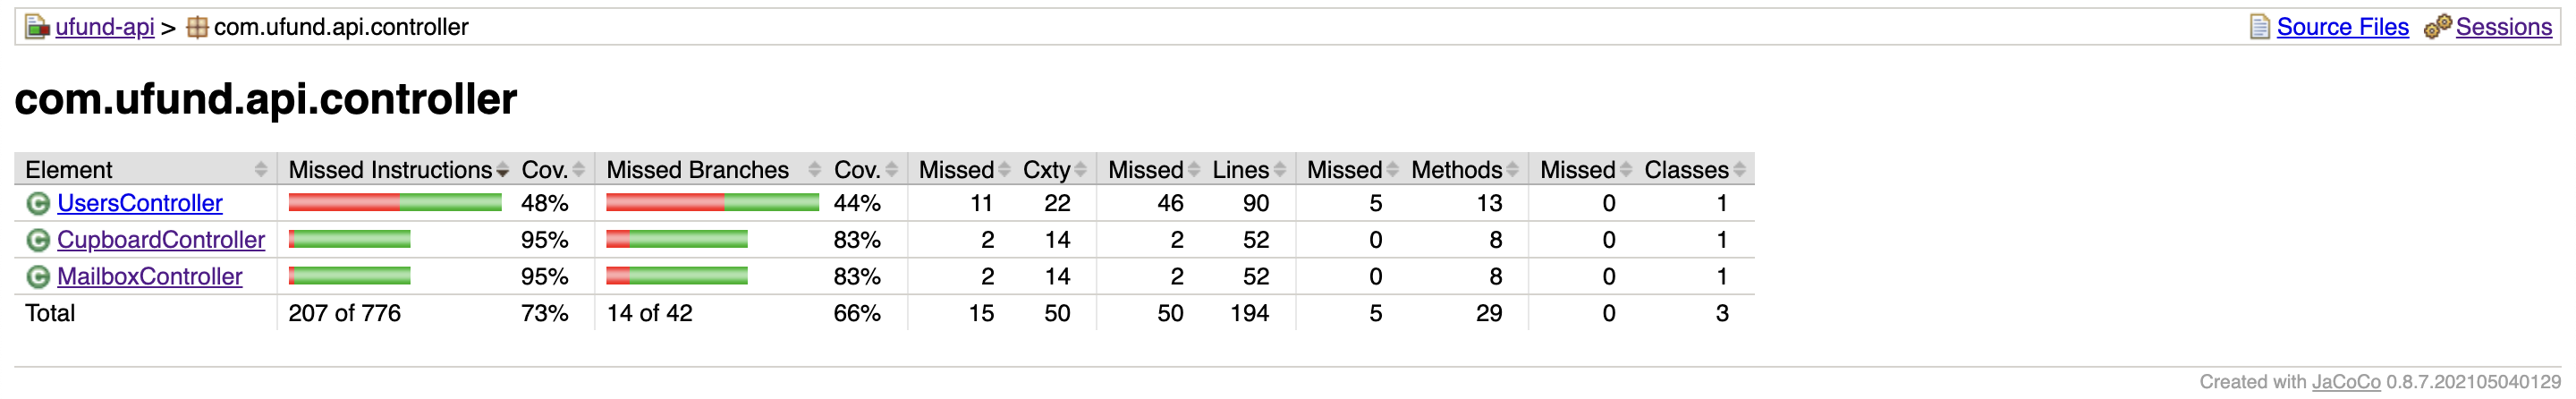 ufund-api > com.ufund.api.controller Source Files Sessions
com.ufund.api.controller
Element Missed Instructions Cov. Missed Branches Cov. Missed Cxty Missed Lines Missed Methods Missed Classes
UsersController 48% 44% 11 22 46 90 5 13 0 1
CupboardController 95% 83% 2 14 2 52 0 8 0 1
MailboxController 95% 83% 2 14 2 52 0 8 0 1
Total 207 of 776 73% 14 of 42 66% 15 50 50 194 5 29 0 3
Created with JaCoCo 0.8.7.202105040129